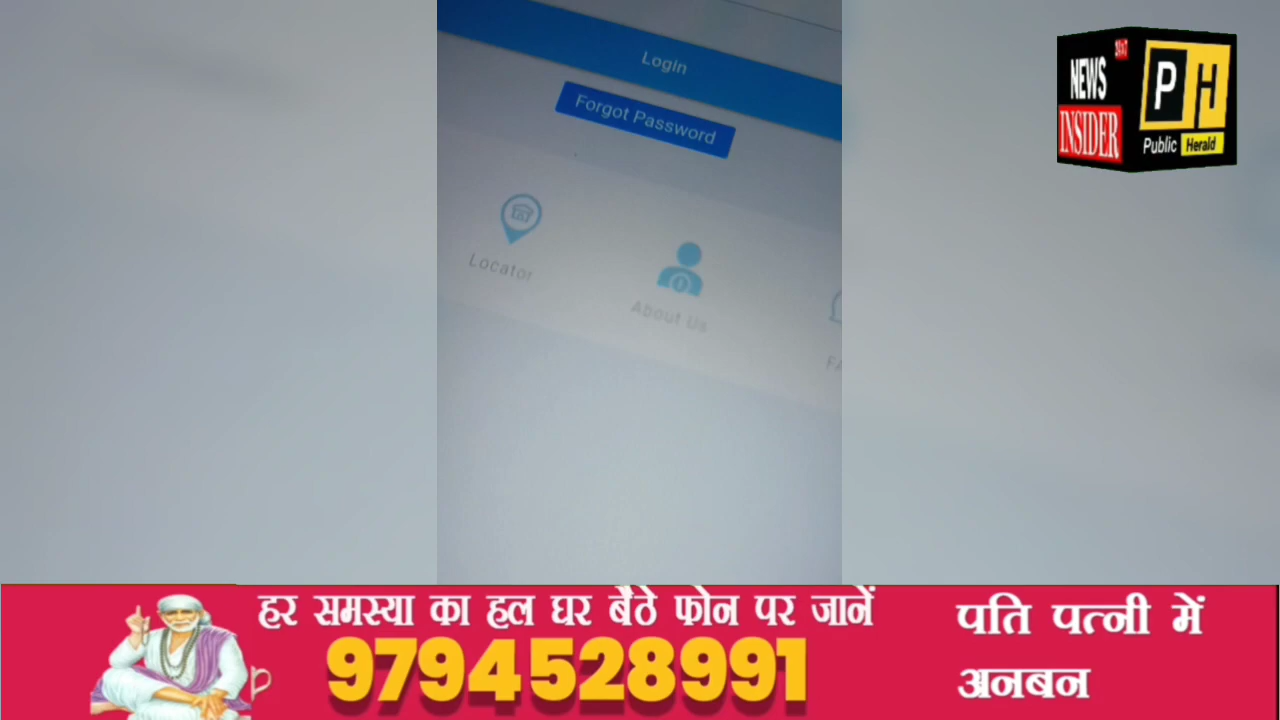 LogIn
Forgot Password
Locator
About Us
24x7
NEWS
INSIDER
PH
Public Herald
हर समस्या का हल घर बैठे फोन पर जानें
9794528991
पति पत्नी में
अनबन